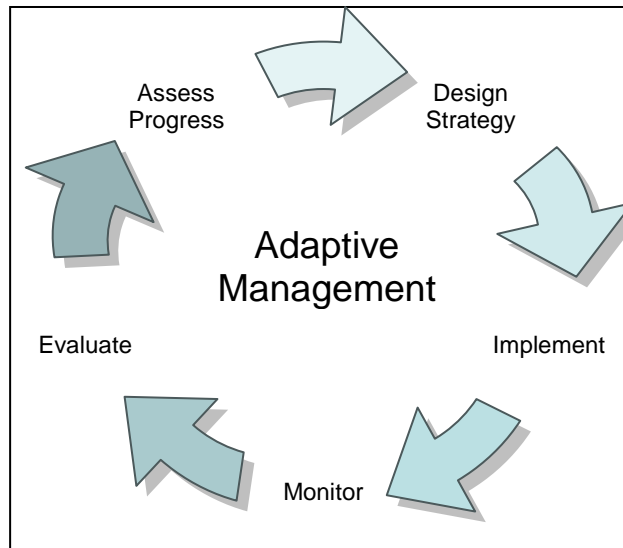 Assess
Progress
Design
Strategy
Adaptive
Management
Evaluate
Implement
Monitor